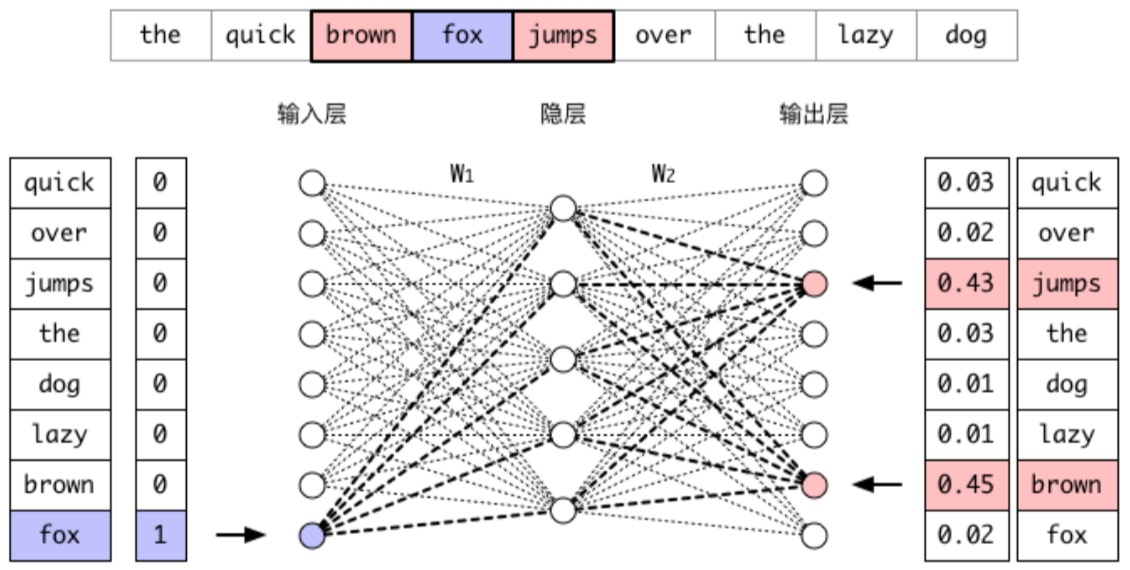 the quick brown fox jumps over the lazy dog
输入层 隐层 输出层
W1 W2
quick 0 0.03 quick
over 0 0.02 over
jumps 0 0.43 jumps
the 0 0.03 the
dog 0 0.01 dog
lazy 0 0.01 lazy
brown 0 0.45 brown
fox 1 0.02 fox